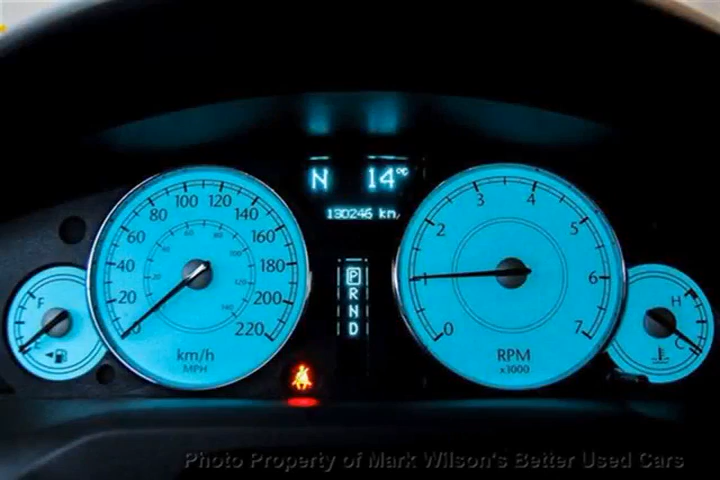 N 14°C
130246 km
0 20 40 60 80 100 120 140 160 180 200 220
km/h
MPH
P
R
N
D
0 1 2 3 4 5 6 7
RPM
x1000
F
H
C
Photo Property of Mark Wilson's Better Used Cars